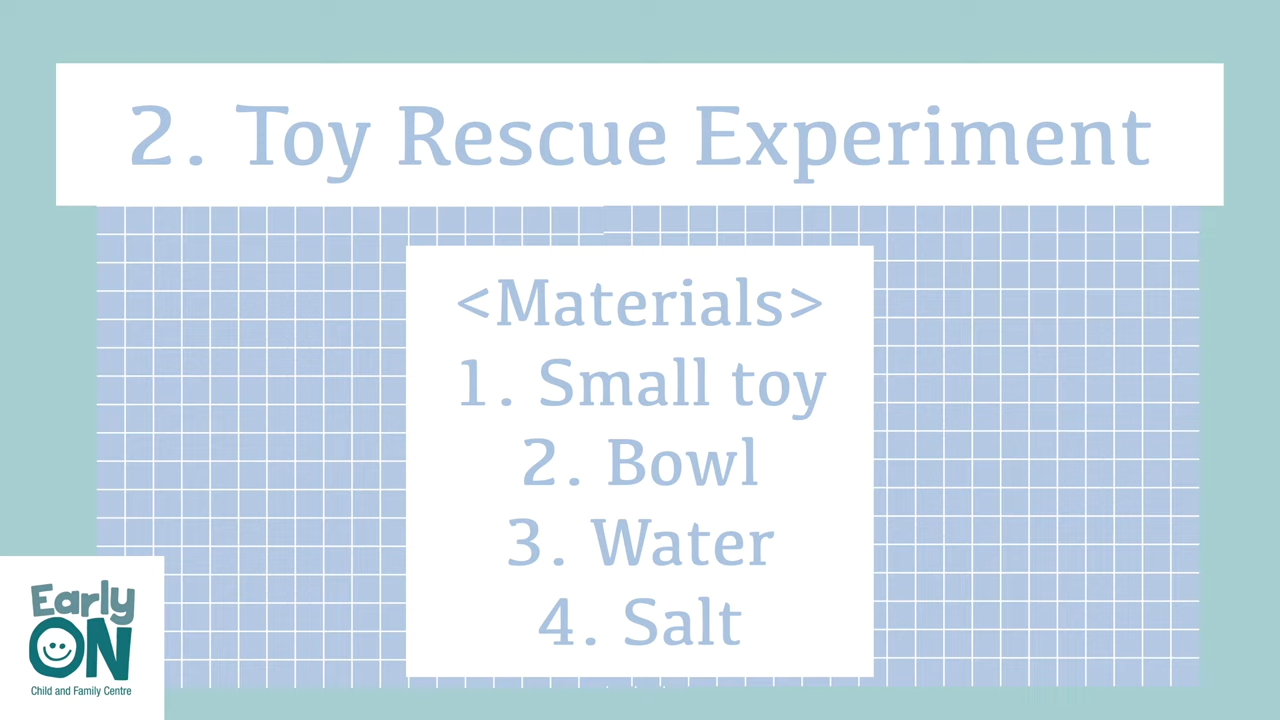 2. Toy Rescue Experiment
<Materials>
1. Small toy
2. Bowl
3. Water
4. Salt
Early
ON
Child and Family Centre